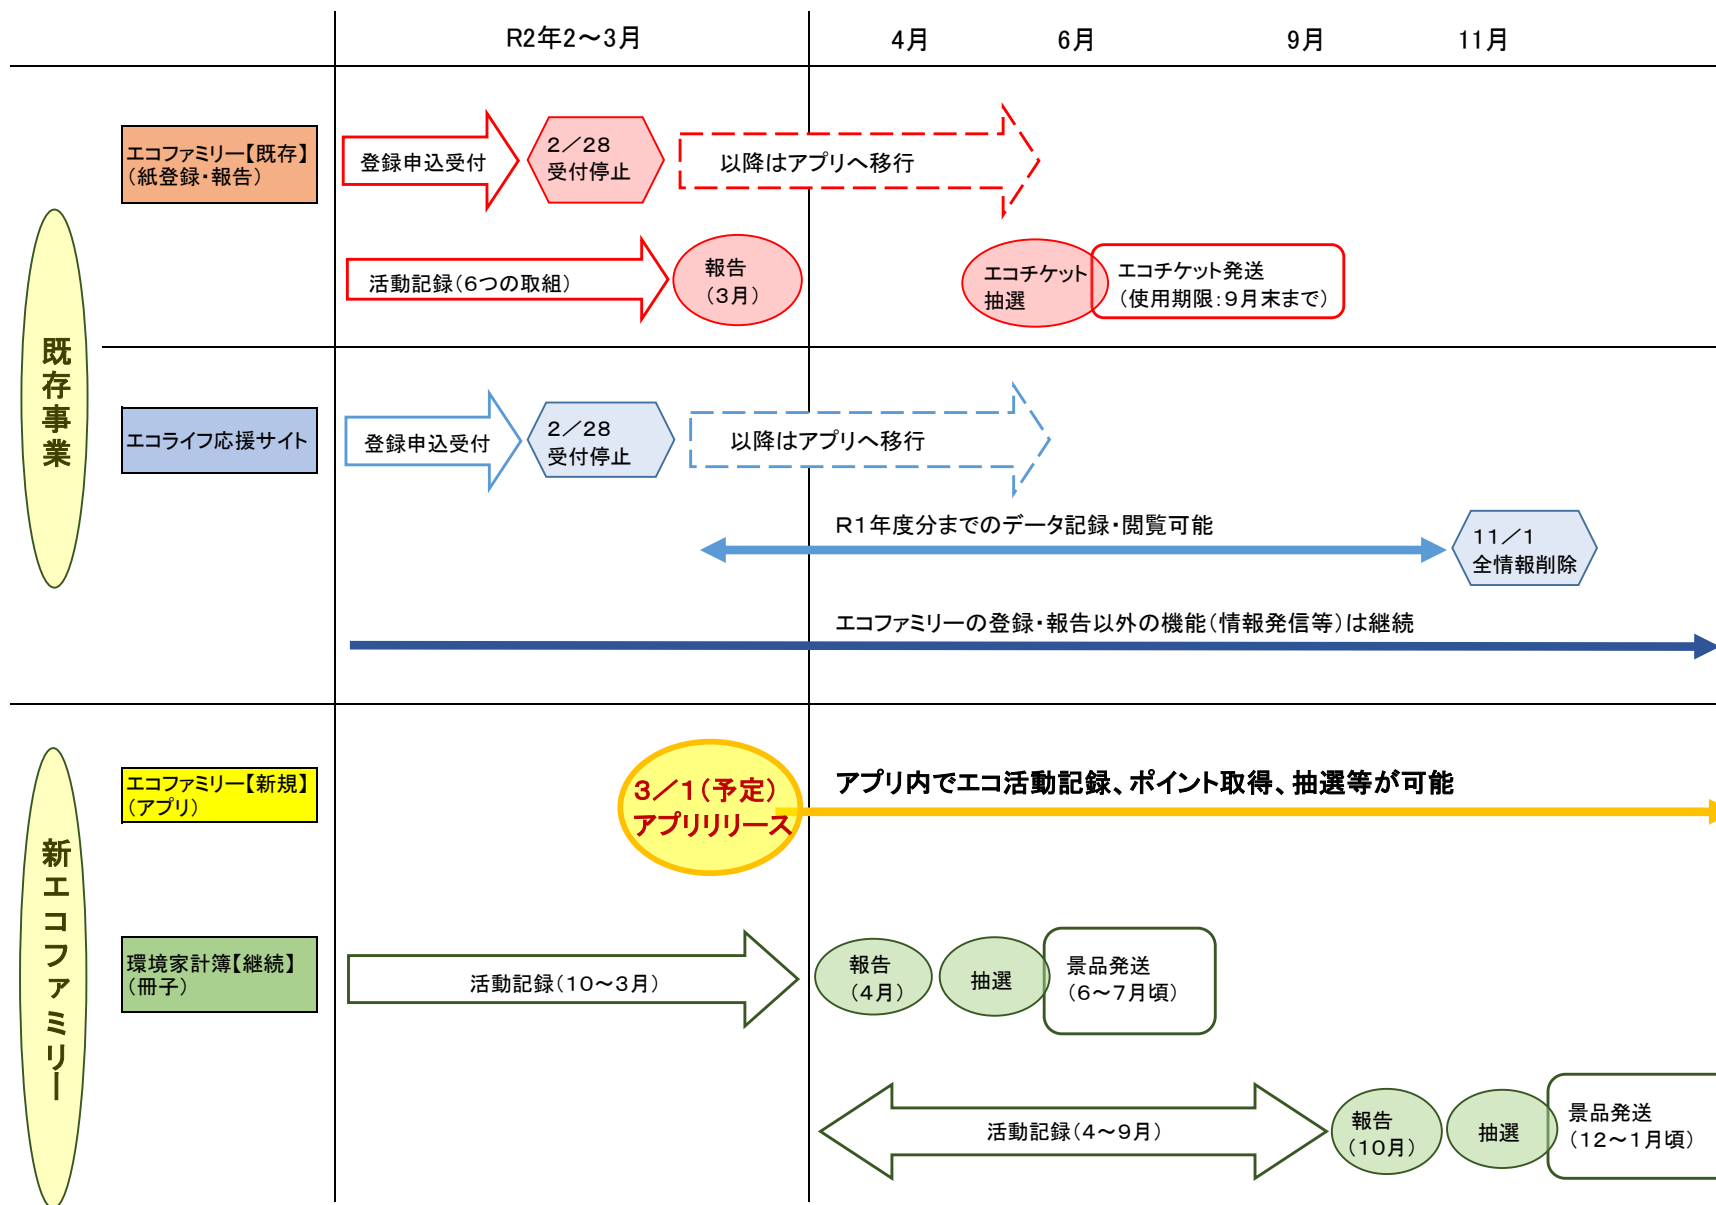 R2年2～3月
4月
6月
9月
11月
既存事業
エコファミリー【既存】
（紙登録・報告）
登録申込受付
2／28
受付停止
以降はアプリへ移行
活動記録（6つの取組）
報告
（3月）
エコチケット
抽選
エコチケット発送
（使用期限：9月末まで）
エコライフ応援サイト
登録申込受付
2／28
受付停止
以降はアプリへ移行
R1年度分までのデータ記録・閲覧可能
11／1
全情報削除
エコファミリーの登録・報告以外の機能（情報発信等）は継続
新エコファミリー
エコファミリー【新規】
（アプリ）
3／1（予定）
アプリリリース
アプリ内でエコ活動記録、ポイント取得、抽選等が可能
環境家計簿【継続】
（冊子）
活動記録（10～3月）
報告
（4月）
抽選
景品発送
（6～7月頃）
活動記録（4～9月）
報告
（10月）
抽選
景品発送
（12～1月頃）